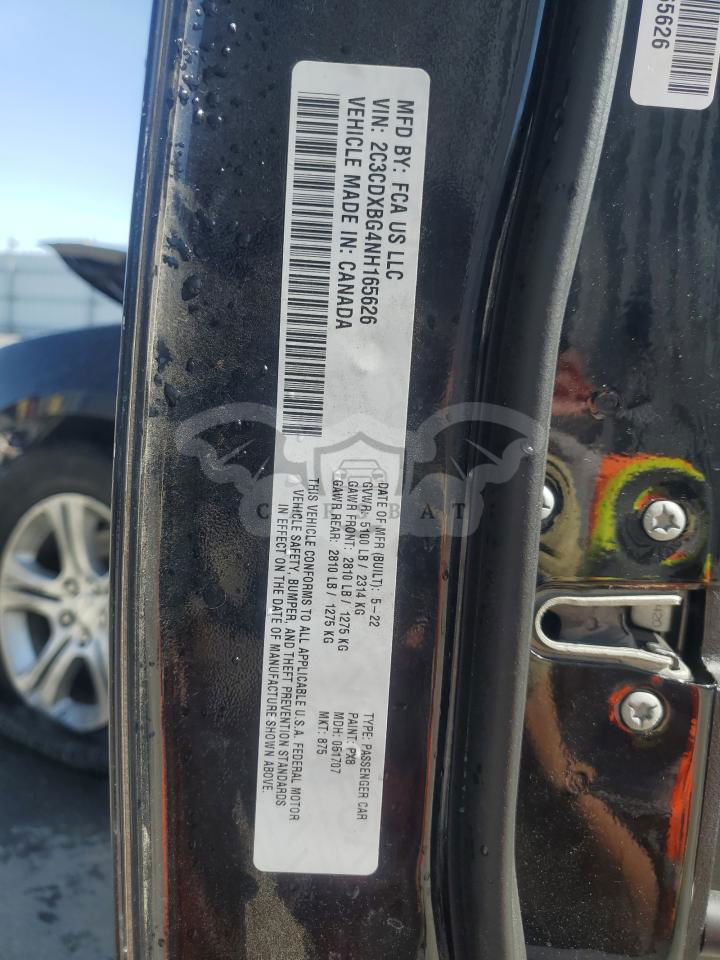 MFD BY: FCA US LLC
VIN: 2C3CDXBG4NH165626
VEHICLE MADE IN: CANADA
DATE OF MFR (BUILT): 5-22
GVWR: 5100 LB / 2314 KG
GAWR FRONT: 2810 LB / 1275 KG
GAWR REAR: 2810 LB / 1275 KG
THIS VEHICLE CONFORMS TO ALL APPLICABLE U.S.A. FEDERAL MOTOR
VEHICLE SAFETY, BUMPER, AND THEFT PREVENTION STANDARDS
IN EFFECT ON THE DATE OF MANUFACTURE SHOWN ABOVE.
TYPE: PASSENGER CAR
PAINT: PX8
MDH: 051707
MKT: 875
65626
420